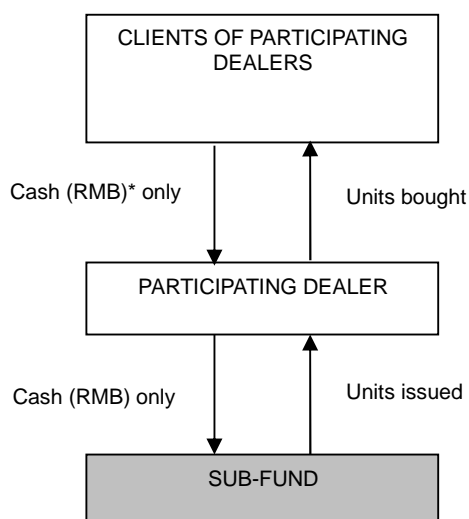 CLIENTS OF PARTICIPATING
DEALERS
Cash (RMB)* only
Units bought
PARTICIPATING DEALER
Cash (RMB) only
Units issued
SUB-FUND